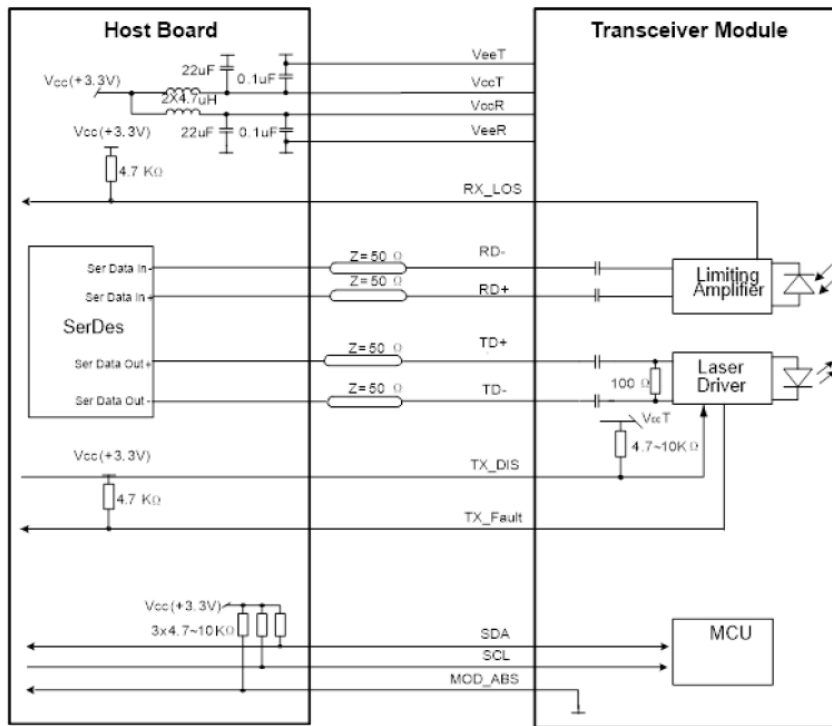 Host Board
Transceiver Module
VeeT
22uF
0.1uF
Vcc(+3.3V)
VccT
2X4.7uH
VccR
Vcc(+3.3V)
22uF
0.1uF
VeeR
4.7 KΩ
RX_LOS
Ser Data In -
Z= 50 Ω
RD-
Limiting
Amplifier
Ser Data In +
Z= 50 Ω
RD+
SerDes
Z= 50 Ω
TD+
Ser Data Out +
Laser
Driver
100 Ω
Ser Data Out -
Z= 50 Ω
TD-
VccT
4.7~10KΩ
Vcc(+3.3V)
TX_DIS
4.7 KΩ
TX_Fault
Vcc(+3.3V)
3x4.7~10KΩ
SDA
MCU
SCL
MOD_ABS